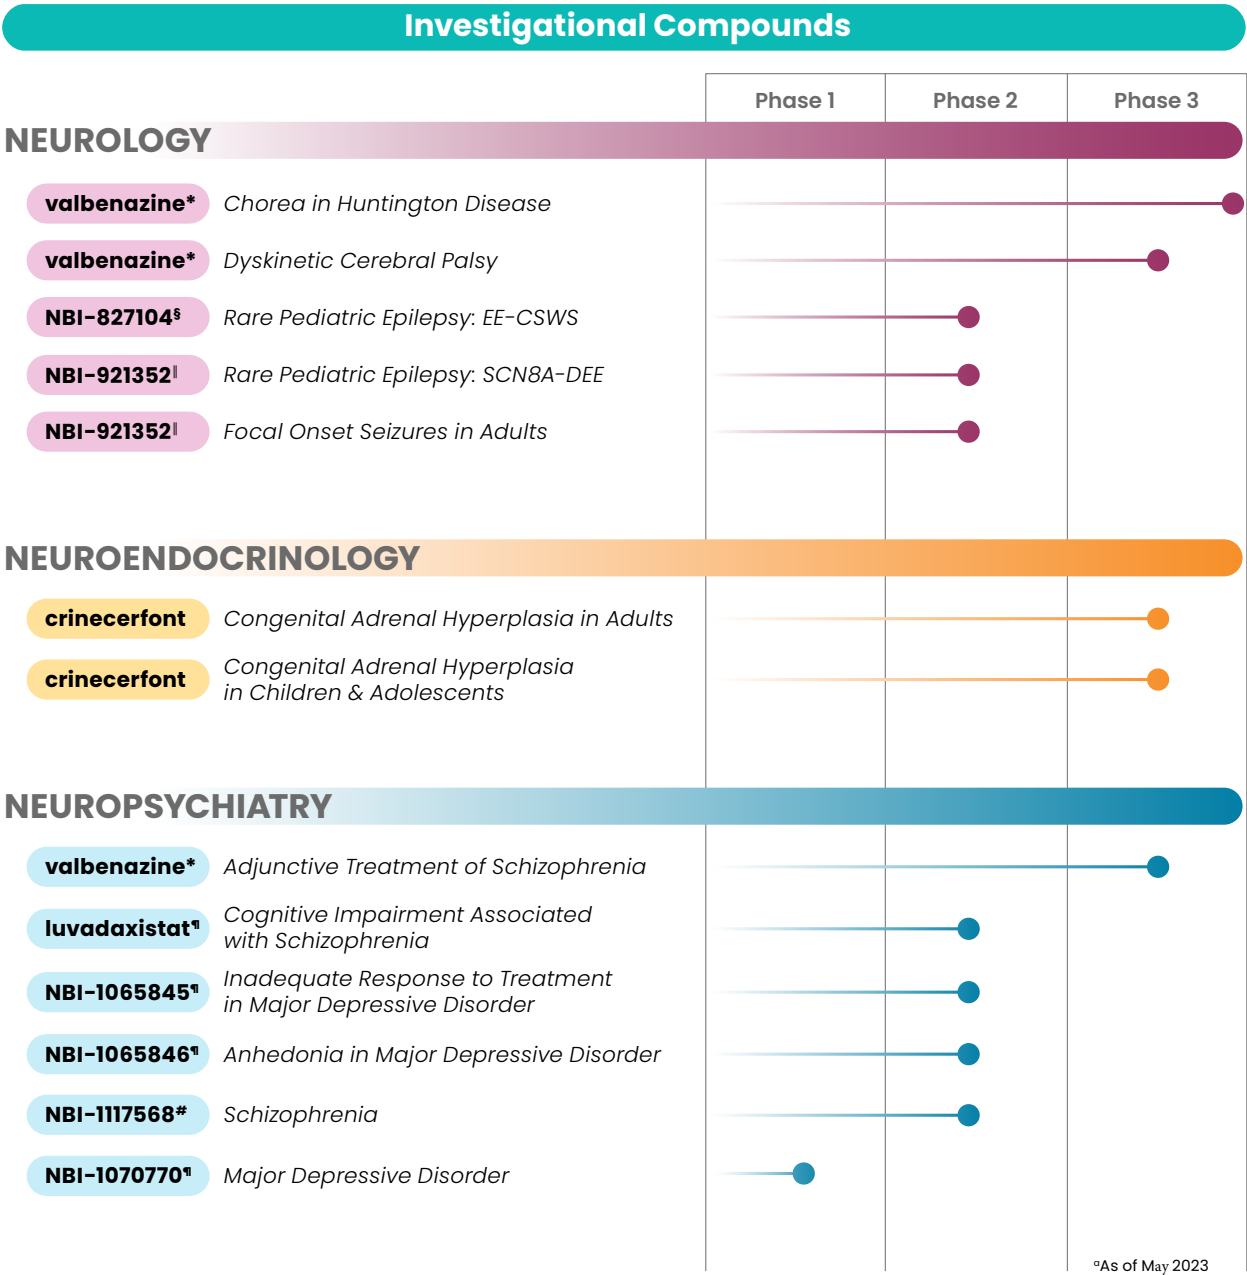 Investigational Compounds
Phase 1 Phase 2 Phase 3
NEUROLOGY
valbenazine* Chorea in Huntington Disease
valbenazine* Dyskinetic Cerebral Palsy
NBI-827104§ Rare Pediatric Epilepsy: EE-CSWS
NBI-921352‖ Rare Pediatric Epilepsy: SCN8A-DEE
NBI-921352‖ Focal Onset Seizures in Adults
NEUROENDOCRINOLOGY
crinecerfont Congenital Adrenal Hyperplasia in Adults
crinecerfont Congenital Adrenal Hyperplasia
in Children & Adolescents
NEUROPSYCHIATRY
valbenazine* Adjunctive Treatment of Schizophrenia
luvadaxistat¶ Cognitive Impairment Associated
with Schizophrenia
NBI-1065845¶ Inadequate Response to Treatment
in Major Depressive Disorder
NBI-1065846¶ Anhedonia in Major Depressive Disorder
NBI-1117568# Schizophrenia
NBI-1070770¶ Major Depressive Disorder
ᵅAs of May 2023